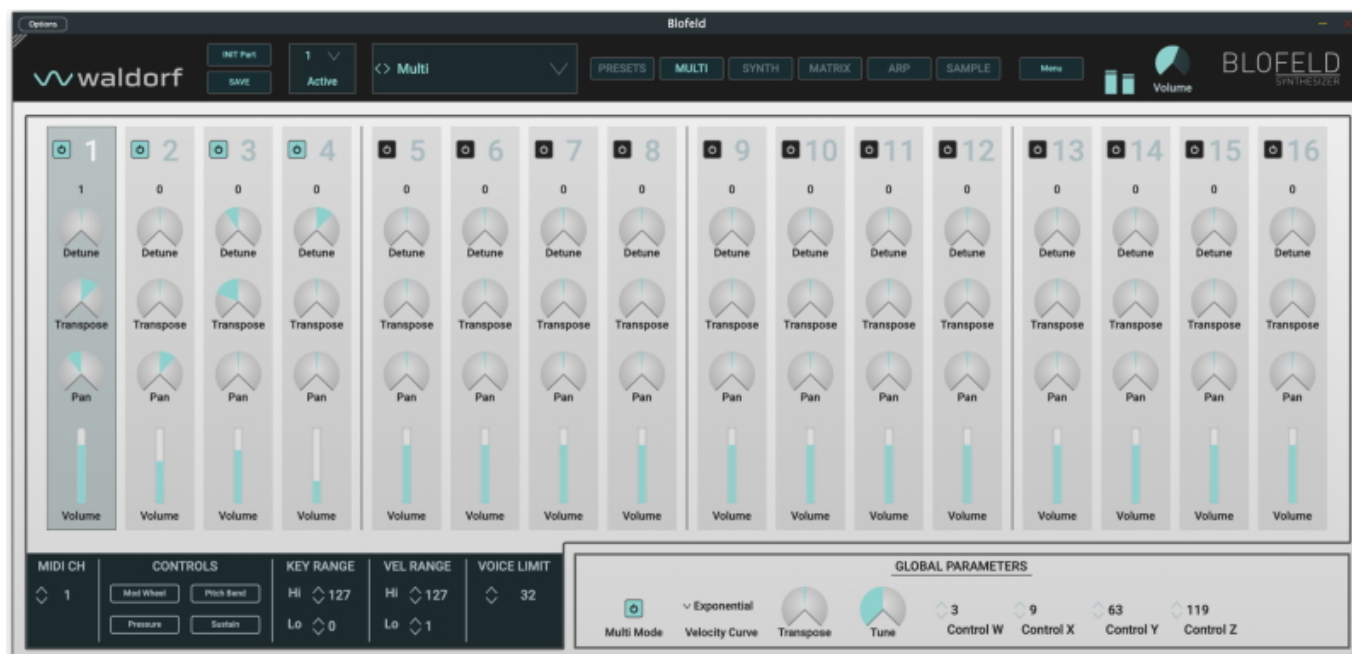 Options
Blofeld
waldorf
INIT Part
SAVE
1
Active
<> Multi
PRESETS
MULTI
SYNTH
MATRIX
ARP
SAMPLE
Menu
Volume
BLOFELD
SYNTHESIZER
1 2 3 4 5 6 7 8 9 10 11 12 13 14 15 16
1 0 0 0 0 0 0 0 0 0 0 0 0 0 0 0
Detune Detune Detune Detune Detune Detune Detune Detune Detune Detune Detune Detune Detune Detune Detune Detune
Transpose Transpose Transpose Transpose Transpose Transpose Transpose Transpose Transpose Transpose Transpose Transpose Transpose Transpose Transpose Transpose
Pan Pan Pan Pan Pan Pan Pan Pan Pan Pan Pan Pan Pan Pan Pan Pan
Volume Volume Volume Volume Volume Volume Volume Volume Volume Volume Volume Volume Volume Volume Volume Volume
MIDI CH
1
CONTROLS
Mod Wheel
Pitch Bend
Pressure
Sustain
KEY RANGE
Hi 127
Lo 0
VEL RANGE
Hi 127
Lo 1
VOICE LIMIT
32
GLOBAL PARAMETERS
Multi Mode
Exponential
Velocity Curve
Transpose
Tune
3
Control W
9
Control X
63
Control Y
119
Control Z